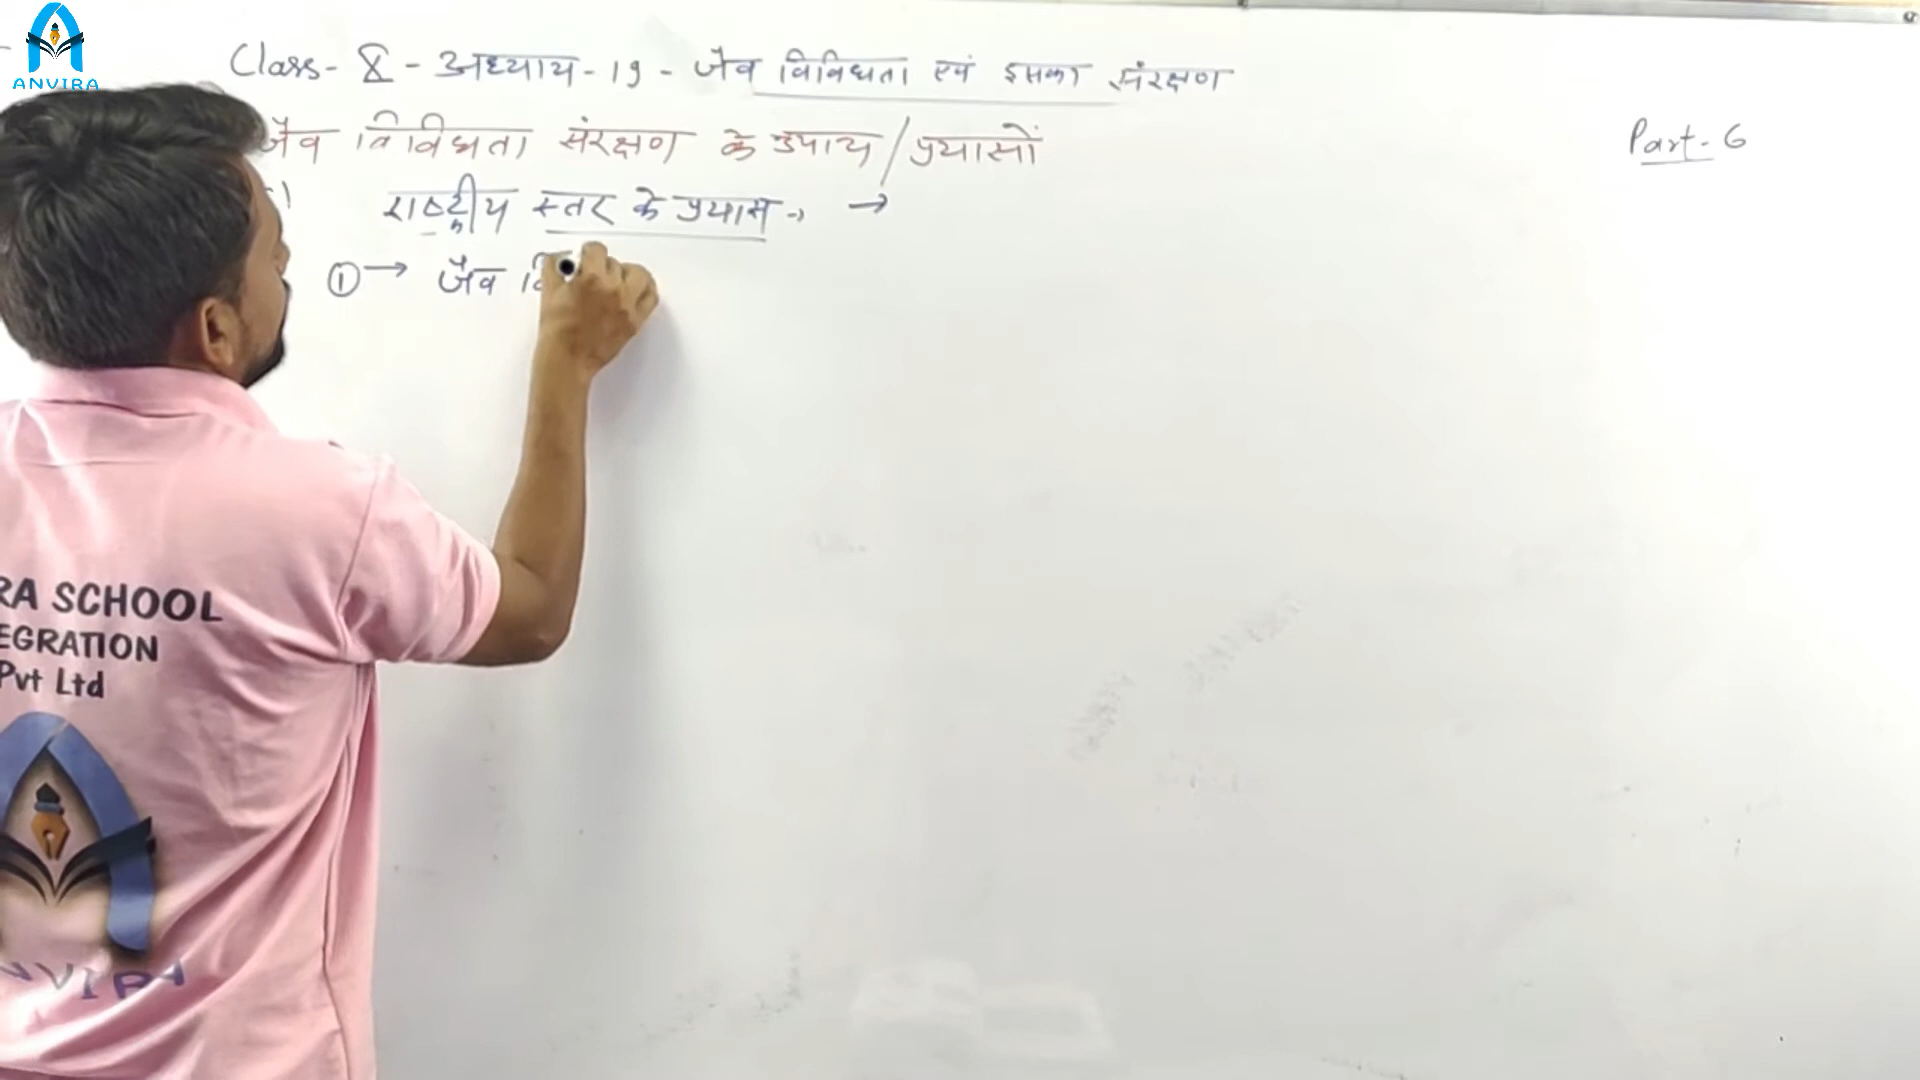 ANVIRA
Class - X - अध्याय - 19 - जैव विविधता एवं इसका संरक्षण
जैव विविधता संरक्षण के उपाय / प्रयासों
Part - 6
राष्ट्रीय स्तर के प्रयास →
① → जैव वि
RA SCHOOL
EGRATION
Pvt Ltd
NVIRA